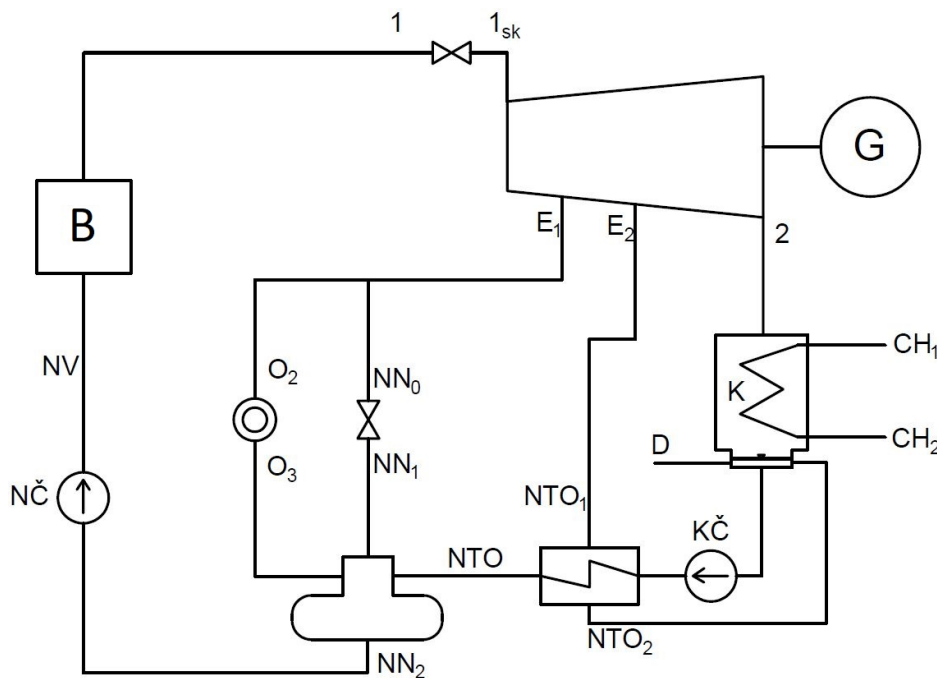 1
1sk
G
E1
E2
2
B
CH1
K
CH2
NV
O2
NN0
O3
NN1
D
NČ
NTO1
KČ
NTO
NTO2
NN2